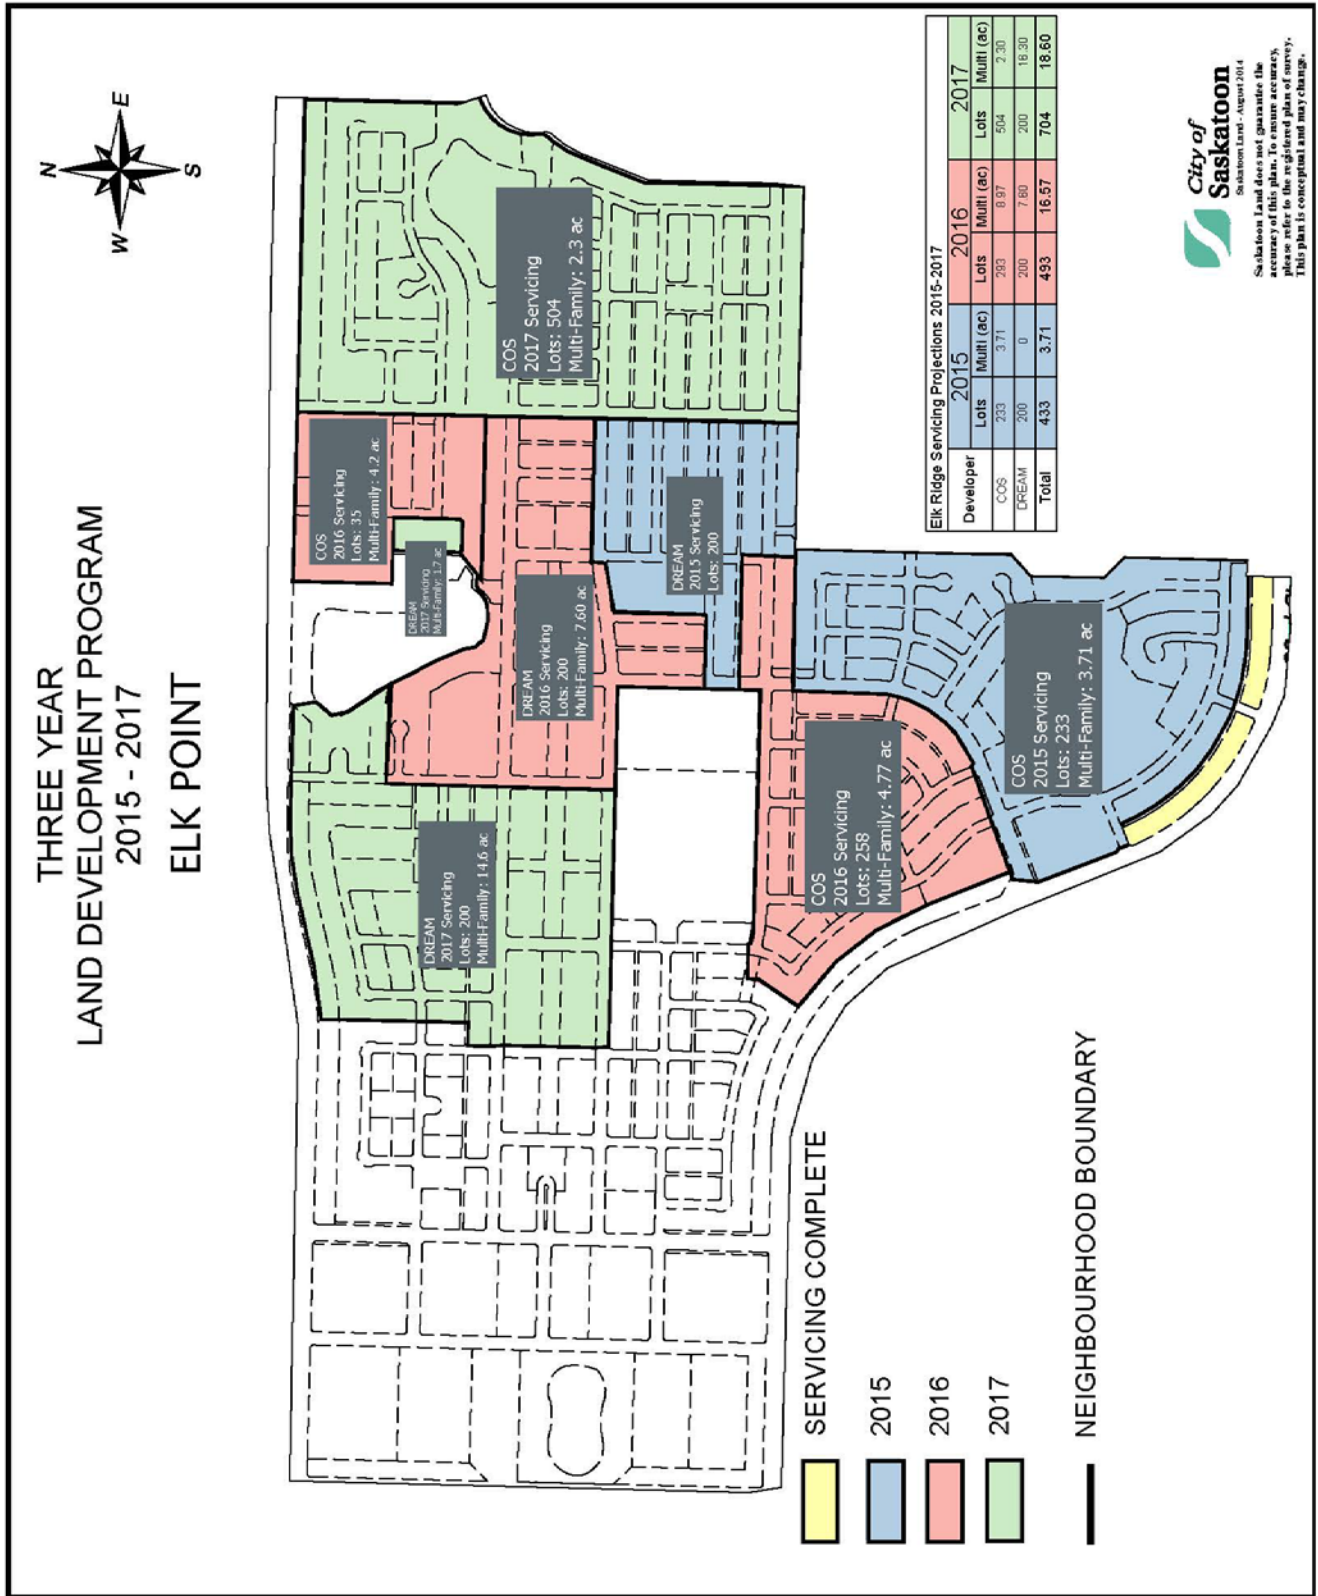 THREE YEAR
LAND DEVELOPMENT PROGRAM
2015 - 2017
ELK POINT
N
W
E
S
COS
2016 Servicing
Lots: 35
Multi-Family: 4.2 ac
DREAM
2017 Servicing
Multi-Family: 1.7 ac
COS
2017 Servicing
Lots: 504
Multi-Family: 2.3 ac
DREAM
2017 Servicing
Lots: 200
Multi-Family: 14.6 ac
DREAM
2016 Servicing
Lots: 200
Multi-Family: 7.60 ac
DREAM
2015 Servicing
Lots: 200
COS
2016 Servicing
Lots: 258
Multi-Family: 4.77 ac
COS
2015 Servicing
Lots: 233
Multi-Family: 3.71 ac
SERVICING COMPLETE
2015
2016
2017
NEIGHBOURHOOD BOUNDARY
Elk Ridge Servicing Projections 2015-2017
Developer 2015 2016 2017
Lots Multi (ac) Lots Multi (ac) Lots Multi (ac)
COS 233 3.71 293 8.97 504 2.30
DREAM 200 0 200 7.60 200 16.30
Total 433 3.71 493 16.57 704 18.60
City of
Saskatoon
Saskatoon Land - August 2014
Saskatoon Land does not guarantee the
accuracy of this plan. To ensure accuracy,
please refer to the registered plan of survey.
This plan is conceptual and may change.